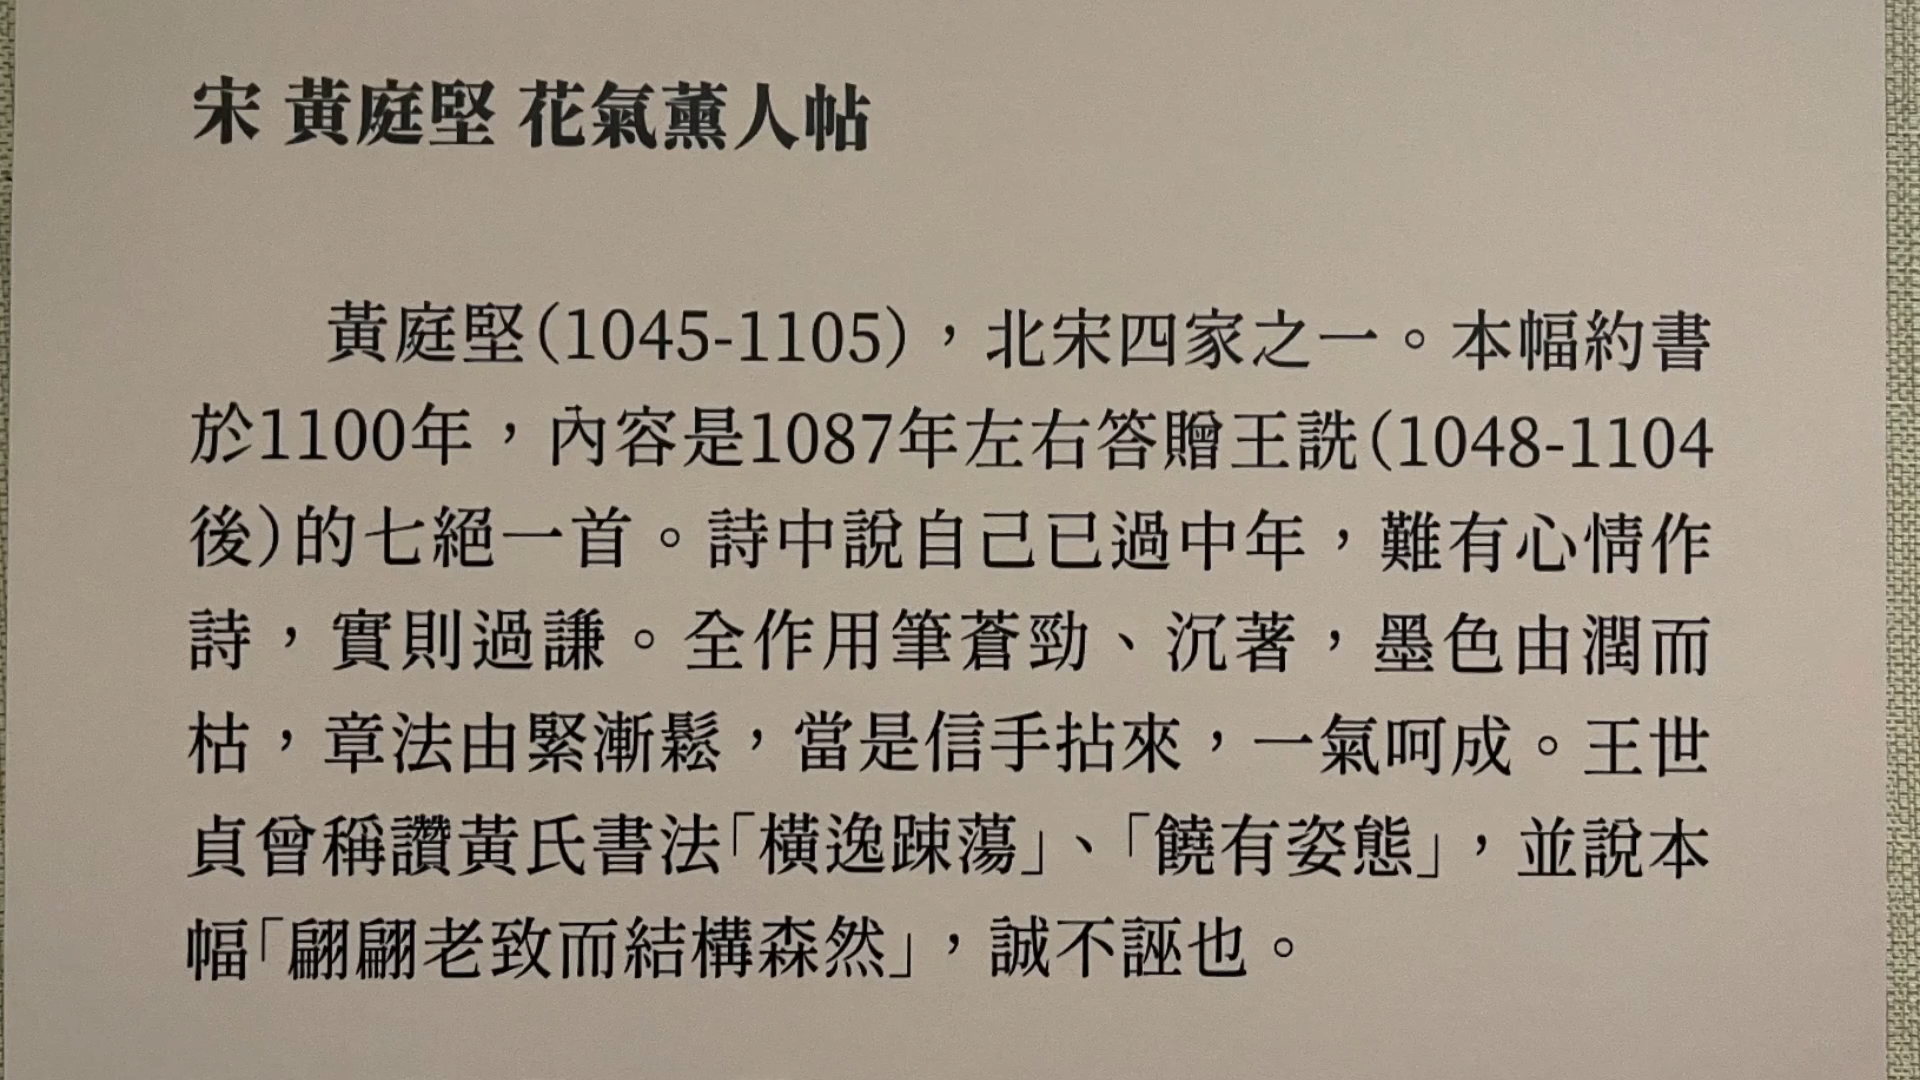 宋 黃庭堅 花氣薰人帖
黃庭堅(1045-1105)，北宋四家之一。本幅約書
於1100年，內容是1087年左右答贈王詵(1048-1104
後)的七絕一首。詩中說自己已過中年，難有心情作
詩，實則過謙。全作用筆蒼勁、沉著，墨色由潤而
枯，章法由緊漸鬆，當是信手拈來，一氣呵成。王世
貞曾稱讚黃氏書法「橫逸踈蕩」、「饒有姿態」，並說本
幅「翩翩老致而結構森然」，誠不誣也。